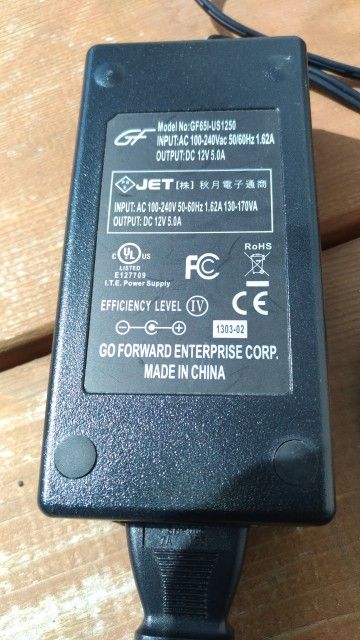 GF
Model No:GF65I-US1250
INPUT:AC 100-240Vac 50/60Hz 1.62A
OUTPUT:DC 12V 5.0A
JET [株] 秋月電子通商
INPUT: AC 100-240V 50-60Hz 1.62A 130-170VA
OUTPUT: DC 12V 5.0A
C UL US
LISTED
E127709
I.T.E. Power Supply
FC
RoHS
EFFICIENCY LEVEL IV
CE
1303-02
GO FORWARD ENTERPRISE CORP.
MADE IN CHINA